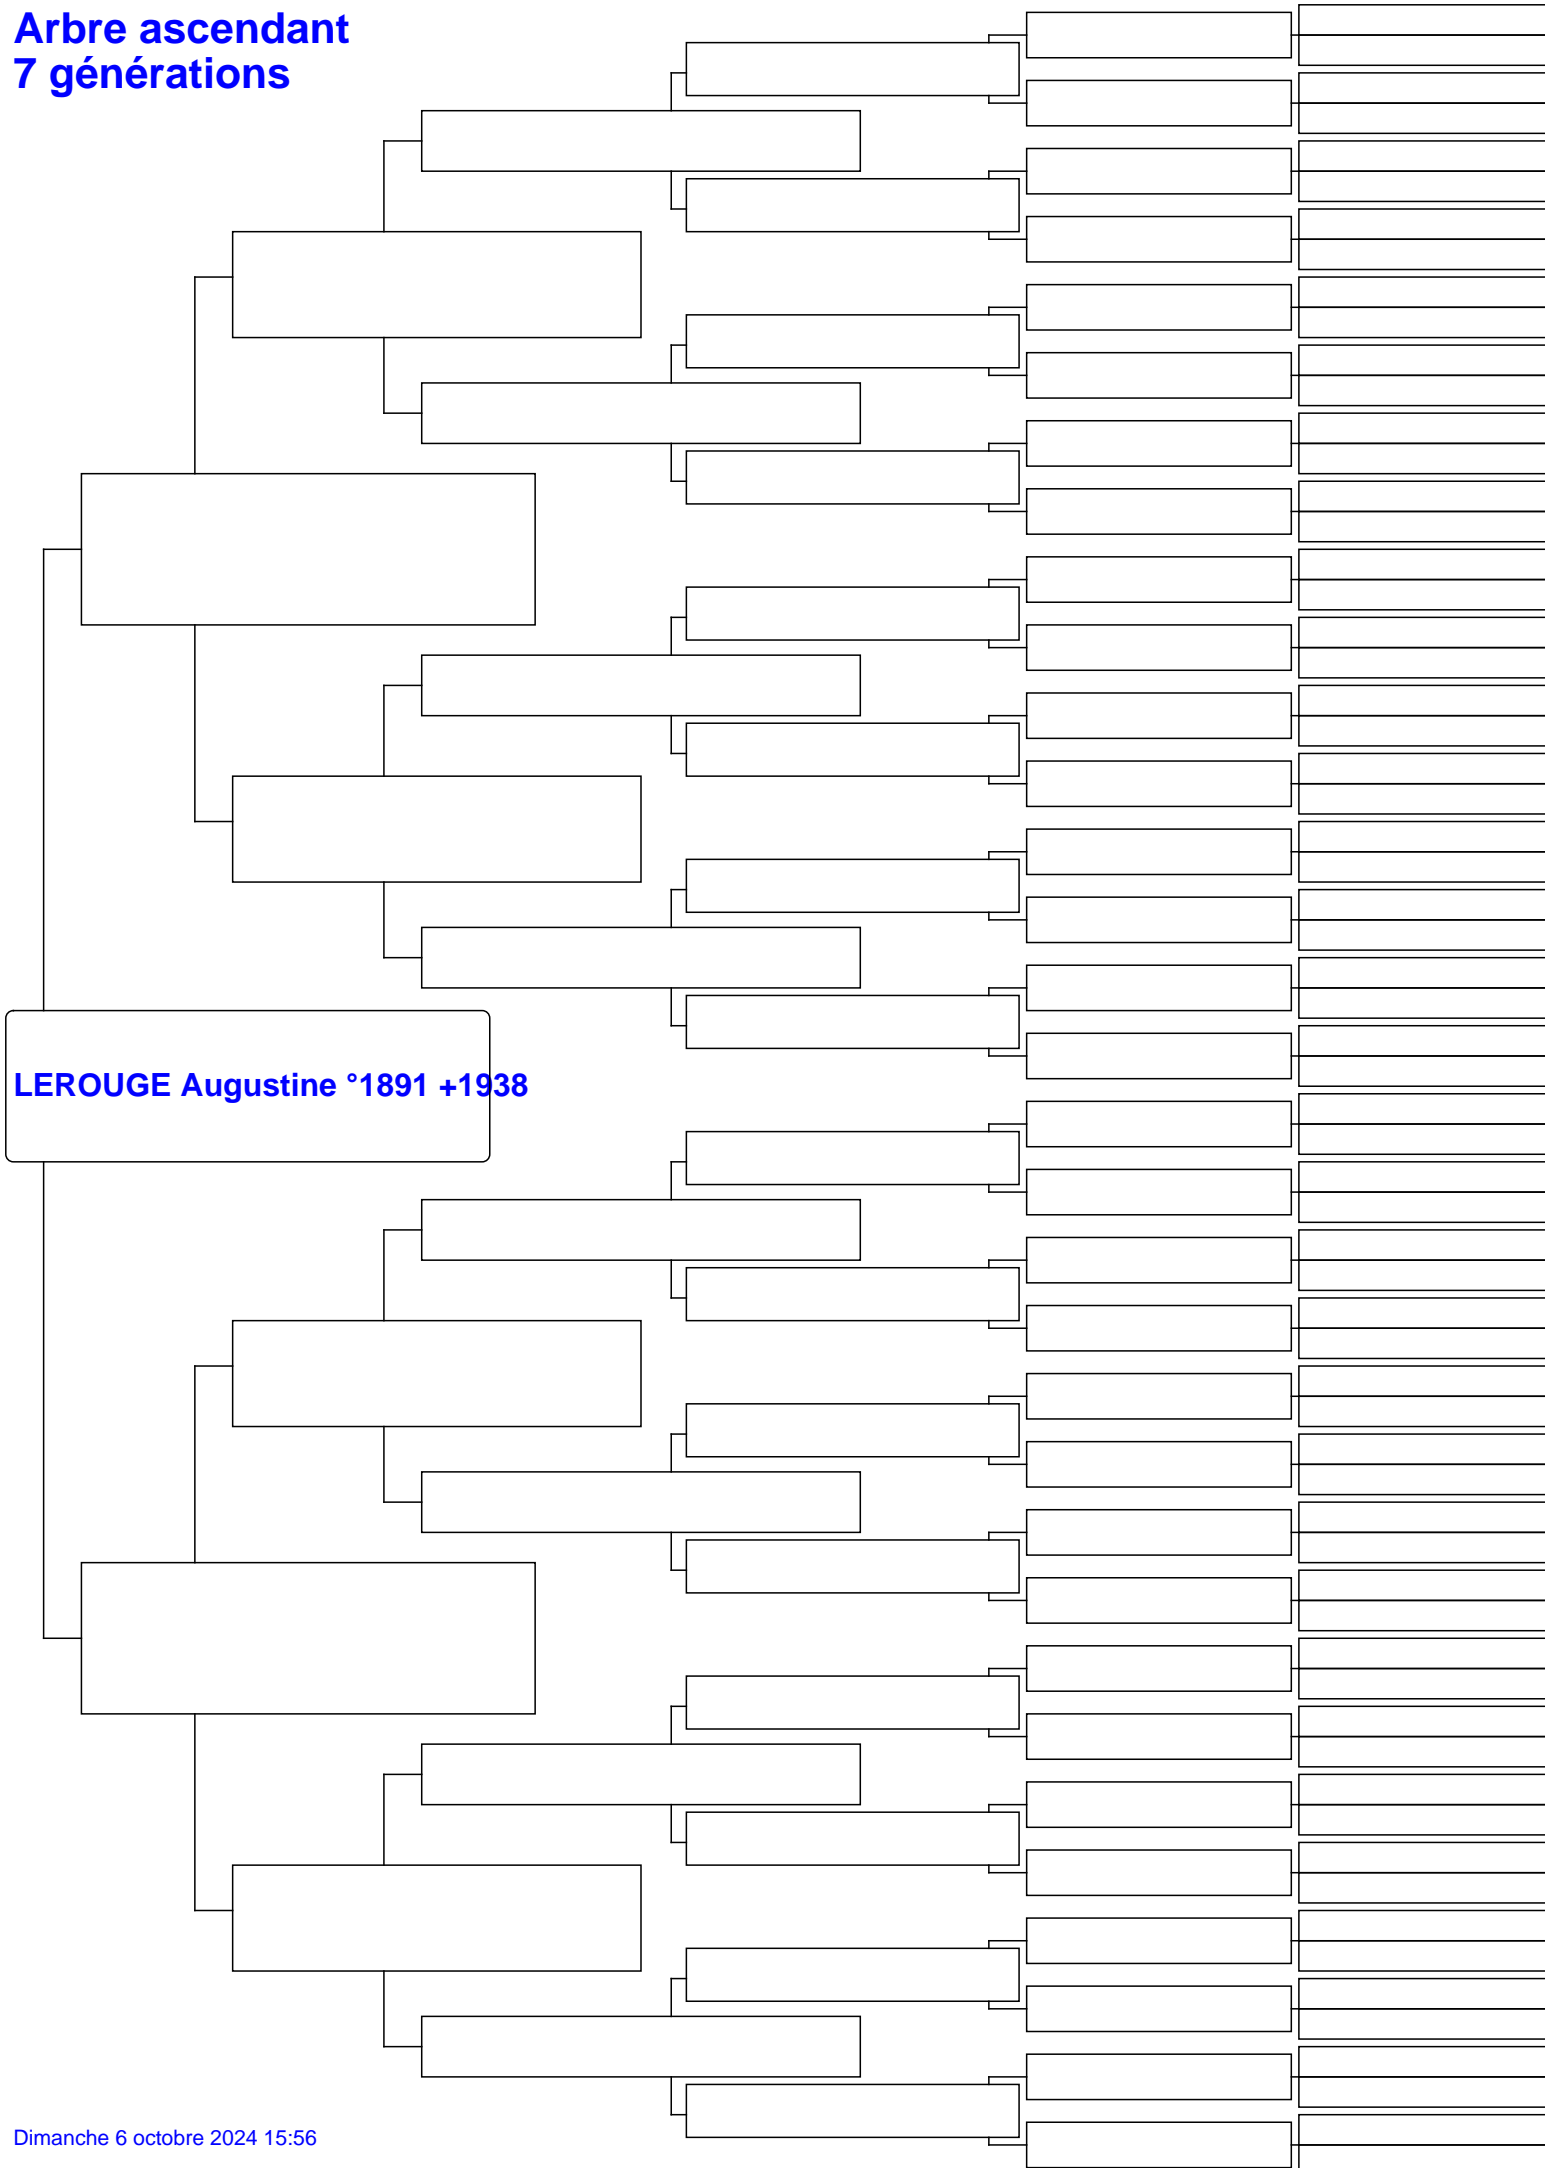 Arbre ascendant
7 générations
LEROUGE Augustine °1891 +1938
Dimanche 6 octobre 2024 15:56